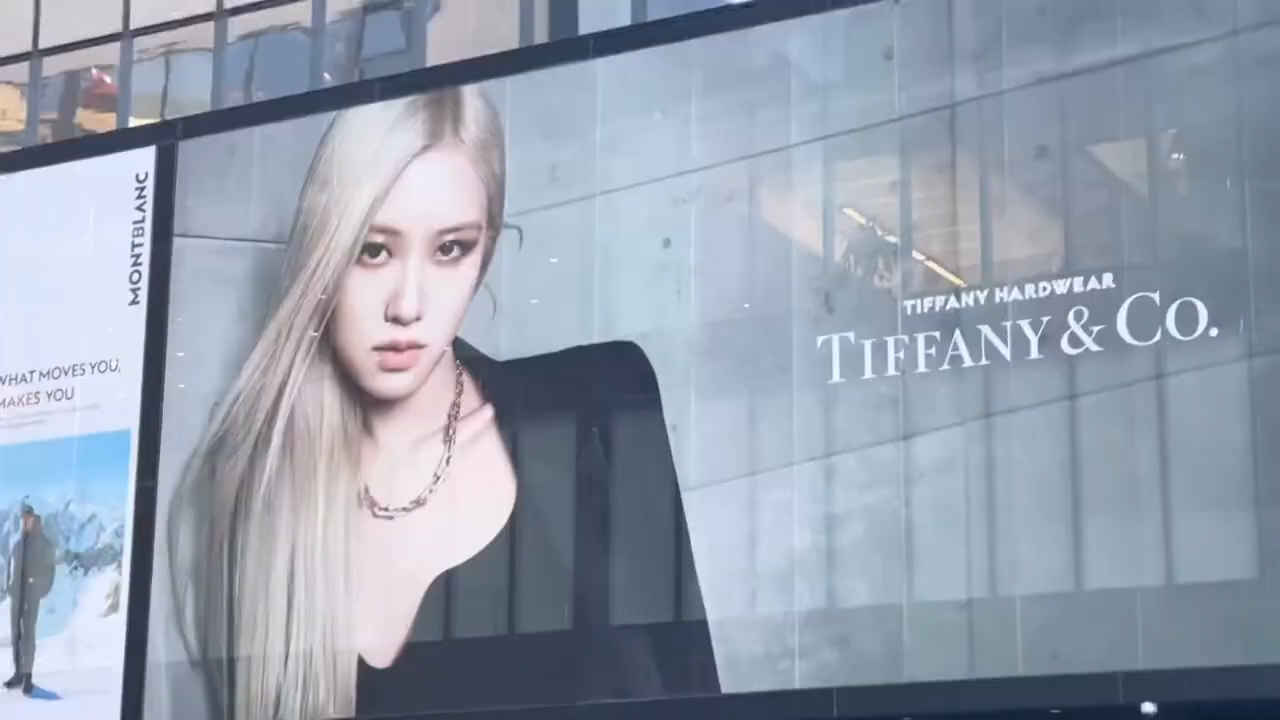 MONTBLANC
WHAT MOVES YOU,
MAKES YOU
TIFFANY HARDWEAR
TIFFANY & CO.